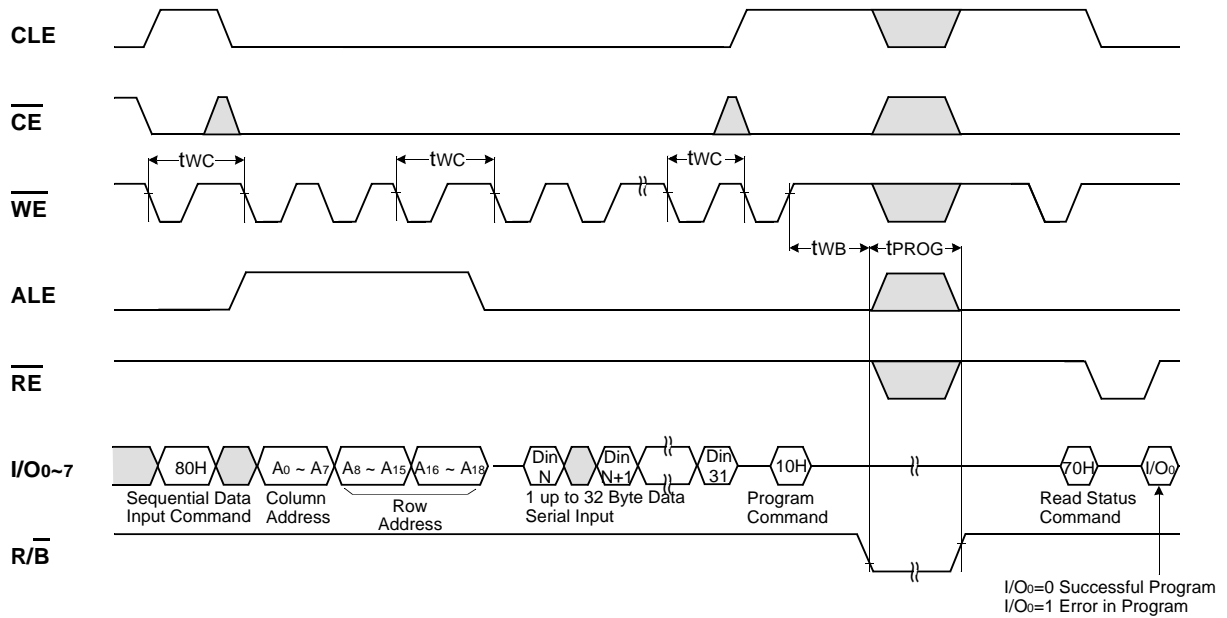 CLE
CE
tWC tWC tWC
WE
tWB tPROG
ALE
RE
I/O0~7
80H A0 ~ A7 A8 ~ A15 A16 ~ A18 Din N Din N+1 Din 31 10H 70H I/O0
Sequential Data Input Command
Column Address
Row Address
1 up to 32 Byte Data Serial Input
Program Command
Read Status Command
R/B
I/O0=0 Successful Program
I/O0=1 Error in Program